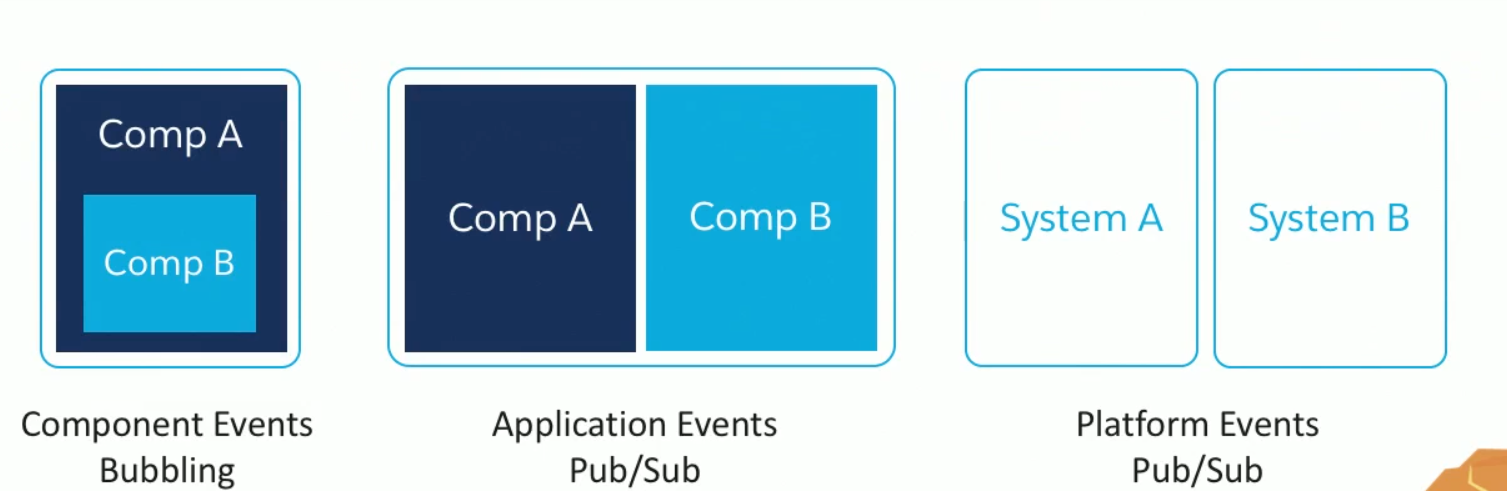 Comp A
Comp B
Component Events
Bubbling
Comp A
Comp B
Application Events
Pub/Sub
System A
System B
Platform Events
Pub/Sub